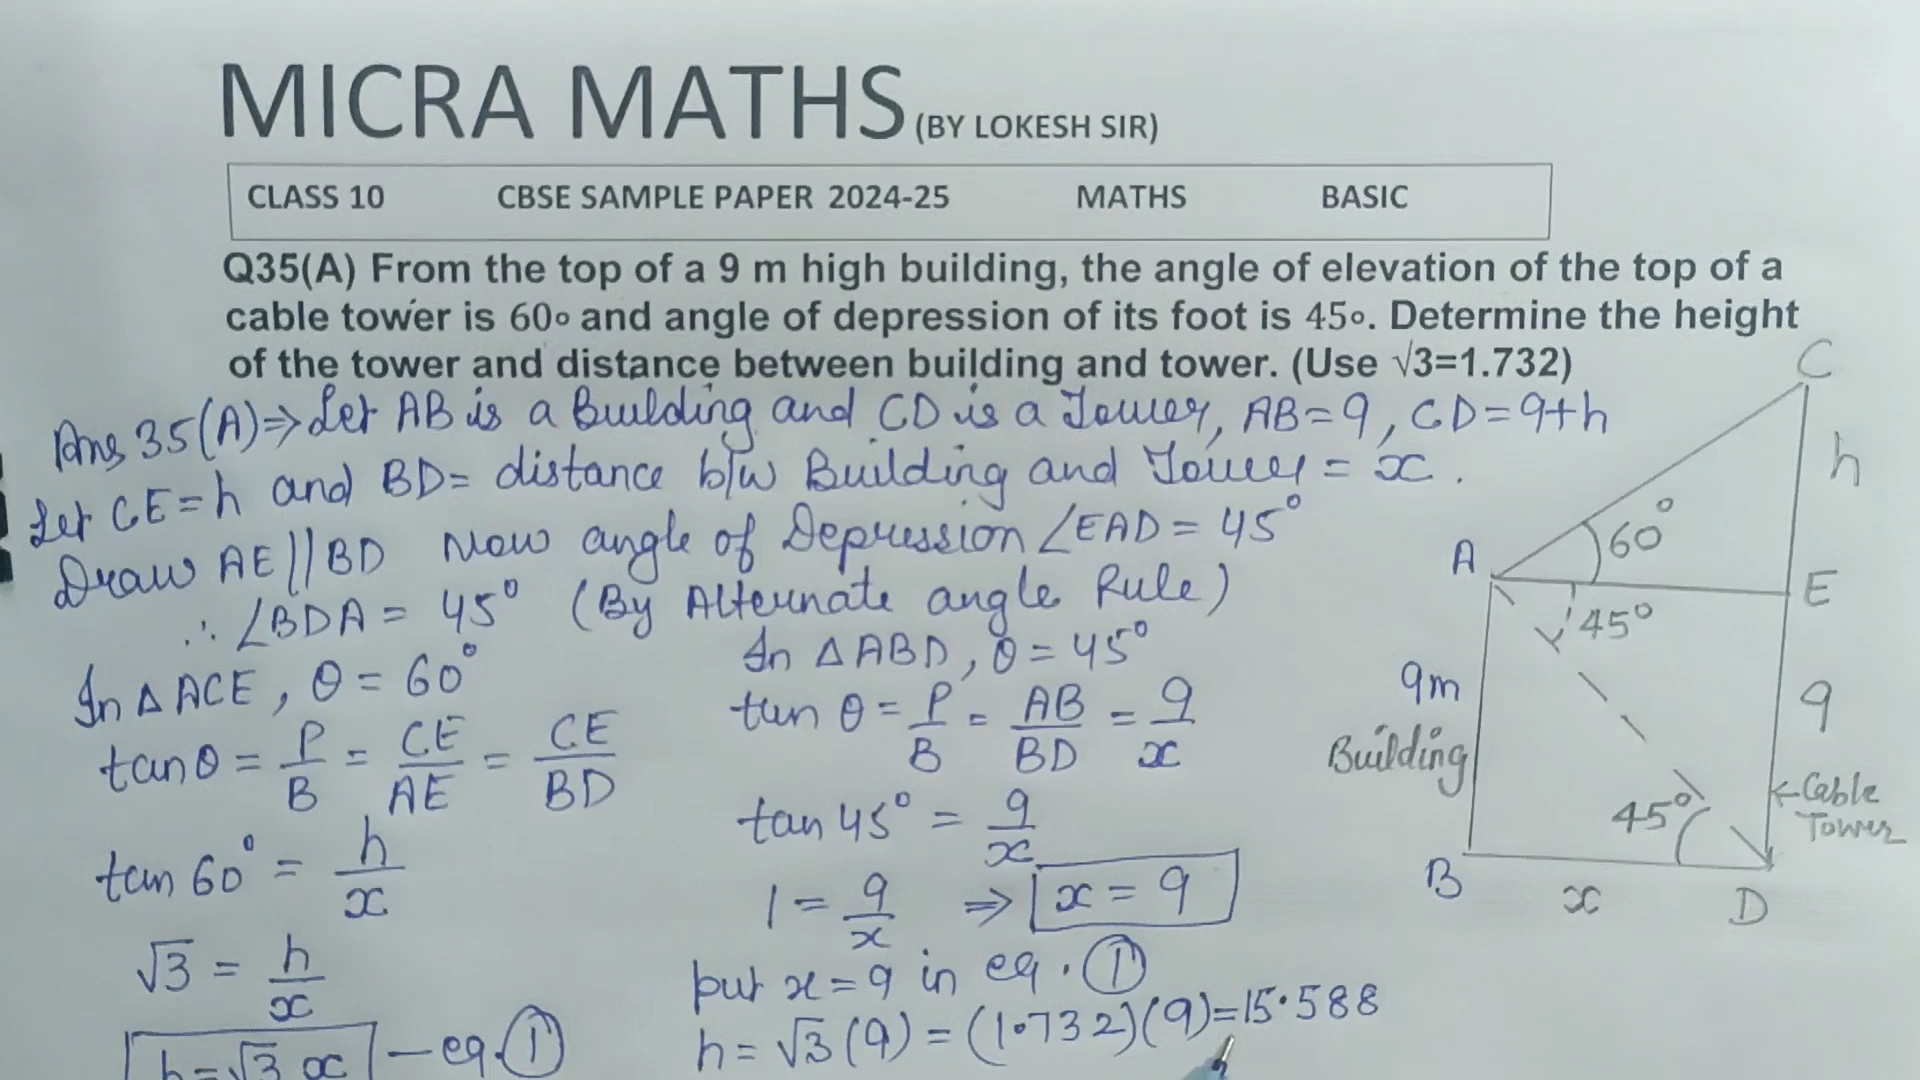 MICRA MATHS (BY LOKESH SIR)
CLASS 10 CBSE SAMPLE PAPER 2024-25 MATHS BASIC
Q35(A) From the top of a 9 m high building, the angle of elevation of the top of a
cable tower is 60o and angle of depression of its foot is 45o. Determine the height
of the tower and distance between building and tower. (Use √3=1.732)
Ans 35(A)⇒ Let AB is a Building and CD is a Tower, AB=9, CD=9+h
Let CE=h and BD= distance b/w Building and Tower = x.
Draw AE||BD Now angle of Depression ∠EAD = 45°
∴ ∠BDA = 45° (By Alternate angle Rule)
In △ACE, θ = 60°
tanθ = P/B = CE/AE = CE/BD
tan 60° = h/x
√3 = h/x
h=√3 x — eq.①
In △ABD, θ = 45°
tan θ = P/B = AB/BD = 9/x
tan 45° = 9/x
1 = 9/x ⇒ x = 9
put x=9 in eq.①
h = √3(9) = (1.732)(9)=15.588
C
h
60°
A
E
45°
9m
9
Building
45°
←Cable
Tower
B
x
D